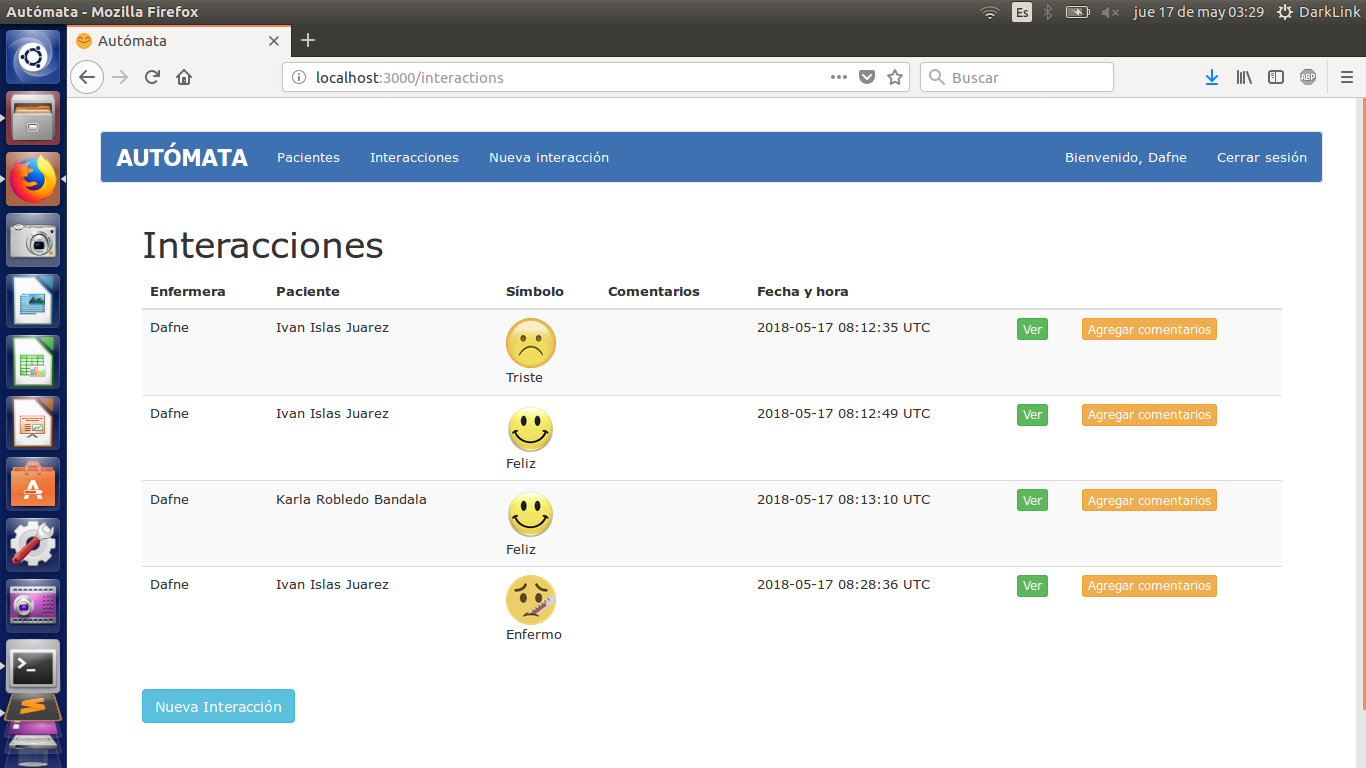 Autómata - Mozilla Firefox Es jue 17 de may 03:29 DarkLink
Autómata
localhost:3000/interactions Buscar ABP
AUTÓMATA Pacientes Interacciones Nueva interacción Bienvenido, Dafne Cerrar sesión
Interacciones
Enfermera Paciente Símbolo Comentarios Fecha y hora
Dafne Ivan Islas Juarez 2018-05-17 08:12:35 UTC Ver Agregar comentarios
Triste
Dafne Ivan Islas Juarez 2018-05-17 08:12:49 UTC Ver Agregar comentarios
Feliz
Dafne Karla Robledo Bandala 2018-05-17 08:13:10 UTC Ver Agregar comentarios
Feliz
Dafne Ivan Islas Juarez 2018-05-17 08:28:36 UTC Ver Agregar comentarios
Enfermo
Nueva Interacción